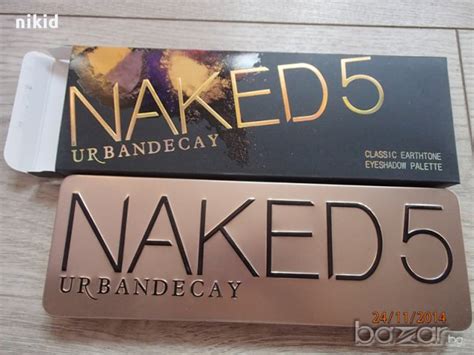 nikid
NAKED5
URBANDECAY
CLASSIC EARTHTONE
EYESHADOW PALETTE
NAKED5
URBANDECAY
24/11/2014
bazar.bg